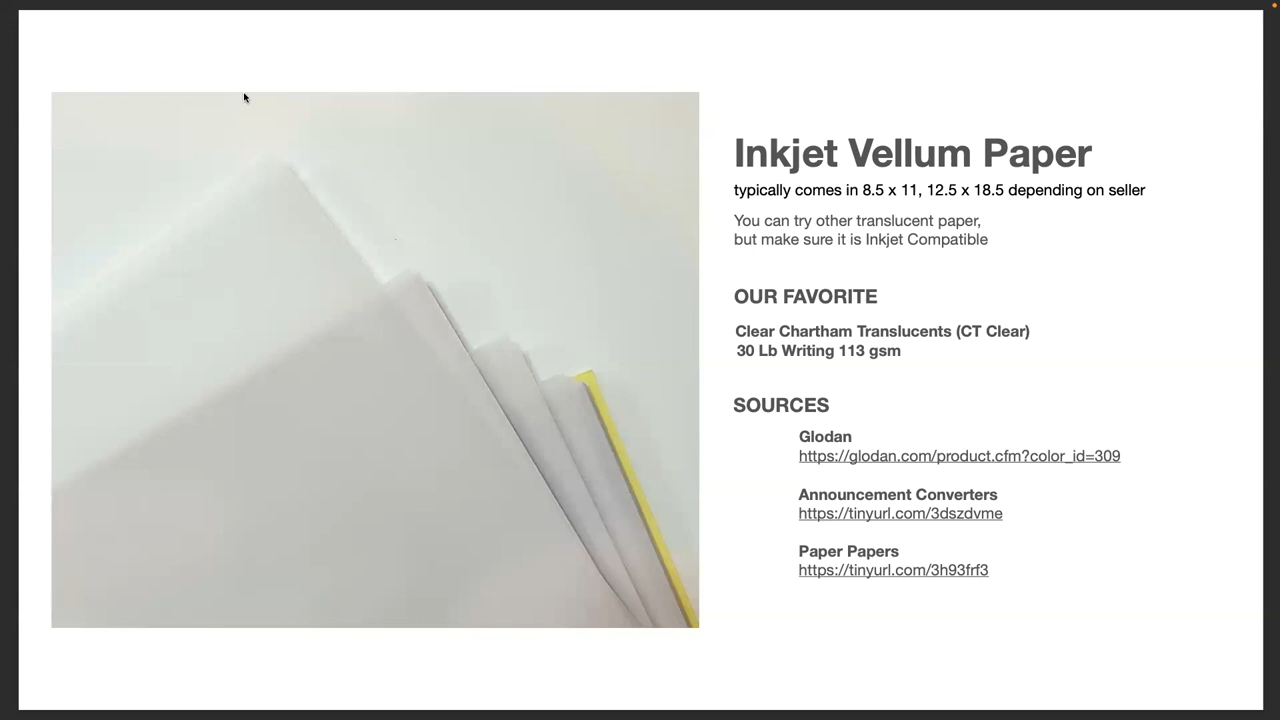 Inkjet Vellum Paper
typically comes in 8.5 x 11, 12.5 x 18.5 depending on seller
You can try other translucent paper,
but make sure it is Inkjet Compatible
OUR FAVORITE
Clear Chartham Translucents (CT Clear)
30 Lb Writing 113 gsm
SOURCES
Glodan
https://glodan.com/product.cfm?color_id=309
Announcement Converters
https://tinyurl.com/3dszdvme
Paper Papers
https://tinyurl.com/3h93frf3